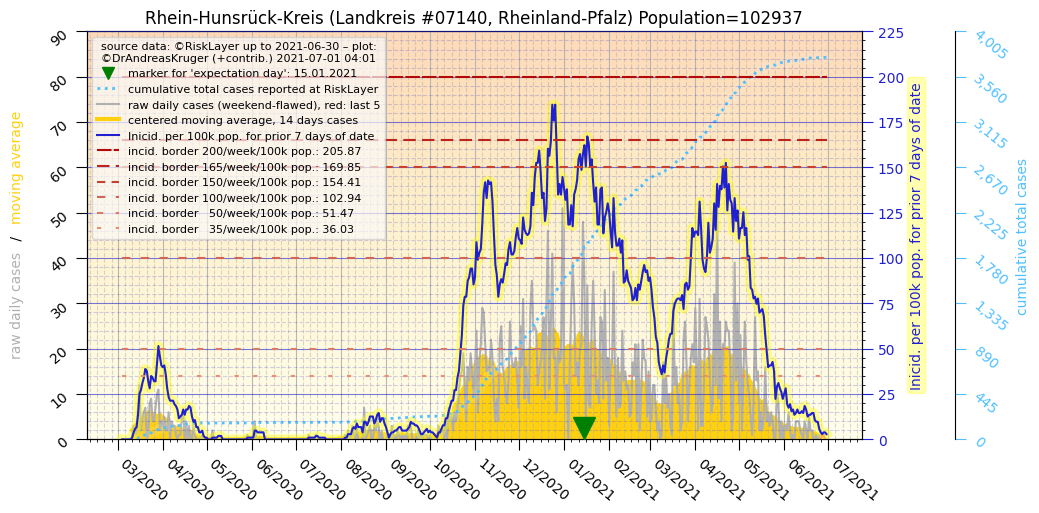 Rhein-Hunsrück-Kreis (Landkreis #07140, Rheinland-Pfalz) Population=102937
source data: ©RiskLayer up to 2021-06-30 – plot:
©DrAndreasKruger (+contrib.) 2021-07-01 04:01
marker for 'expectation day': 15.01.2021
cumulative total cases reported at RiskLayer
raw daily cases (weekend-flawed), red: last 5
centered moving average, 14 days cases
Inicid. per 100k pop. for prior 7 days of date
incid. border 200/week/100k pop.: 205.87
incid. border 165/week/100k pop.: 169.85
incid. border 150/week/100k pop.: 154.41
incid. border 100/week/100k pop.: 102.94
incid. border   50/week/100k pop.: 51.47
incid. border   35/week/100k pop.: 36.03
raw daily cases / moving average
90
80
70
60
50
40
30
20
10
0
03/2020
04/2020
05/2020
06/2020
07/2020
08/2020
09/2020
10/2020
11/2020
12/2020
01/2021
02/2021
03/2021
04/2021
05/2021
06/2021
07/2021
225
200
175
150
125
100
75
50
25
0
Inicid. per 100k pop. for prior 7 days of date
4,005
3,560
3,115
2,670
2,225
1,780
1,335
890
445
0
cumulative total cases